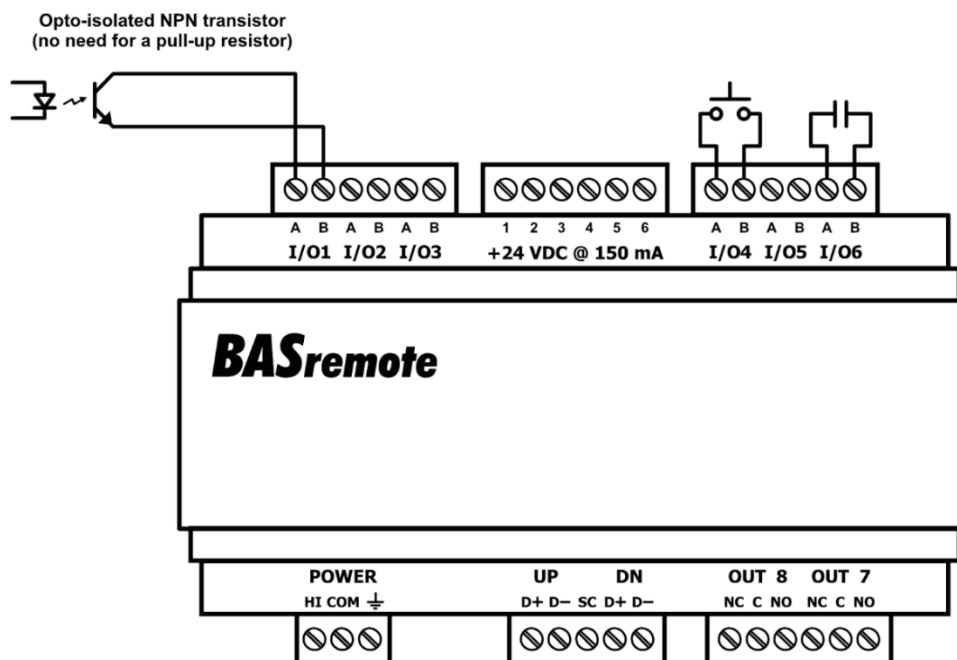 Opto-isolated NPN transistor
(no need for a pull-up resistor)
A B A B A B
I/O1 I/O2 I/O3
1 2 3 4 5 6
+24 VDC @ 150 mA
A B A B A B
I/O4 I/O5 I/O6
BASremote
POWER
HI COM
UP DN
D+ D− SC D+ D−
OUT 8 OUT 7
NC C NO NC C NO